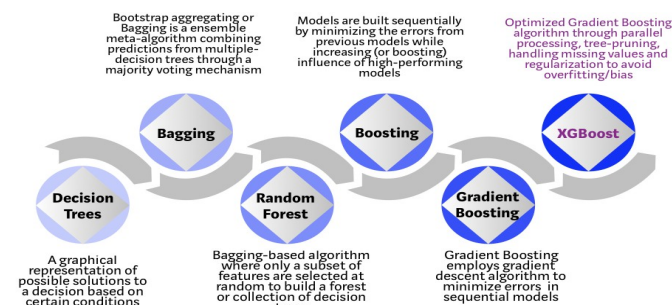 Bootstrap aggregating or
Bagging is a ensemble
meta-algorithm combining
predictions from multiple-
decision trees through a
majority voting mechanism
Models are built sequentially
by minimizing the errors from
previous models while
increasing (or boosting)
influence of high-performing
models
Optimized Gradient Boosting
algorithm through parallel
processing, tree-pruning,
handling missing values and
regularization to avoid
overfitting/bias
Bagging
Boosting
XGBoost
Decision
Trees
Random
Forest
Gradient
Boosting
A graphical
representation of
possible solutions to
a decision based on
certain conditions
Bagging-based algorithm
where only a subset of
features are selected at
random to build a forest
or collection of decision
Gradient Boosting
employs gradient
descent algorithm to
minimize errors in
sequential models